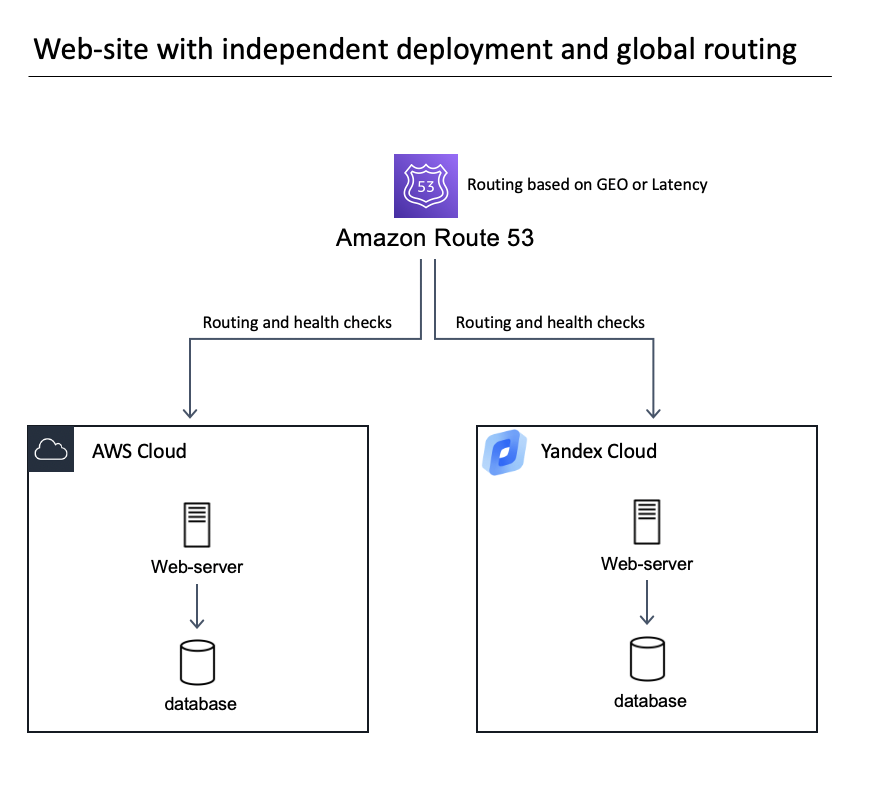 Web-site with independent deployment and global routing
53
Routing based on GEO or Latency
Amazon Route 53
Routing and health checks
Routing and health checks
AWS Cloud
Yandex Cloud
Web-server
Web-server
database
database